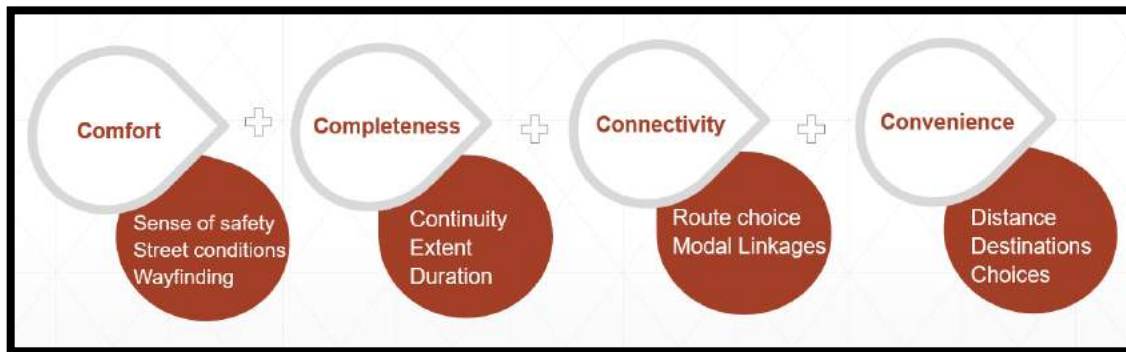 Comfort
Sense of safety
Street conditions
Wayfinding
Completeness
Continuity
Extent
Duration
Connectivity
Route choice
Modal Linkages
Convenience
Distance
Destinations
Choices